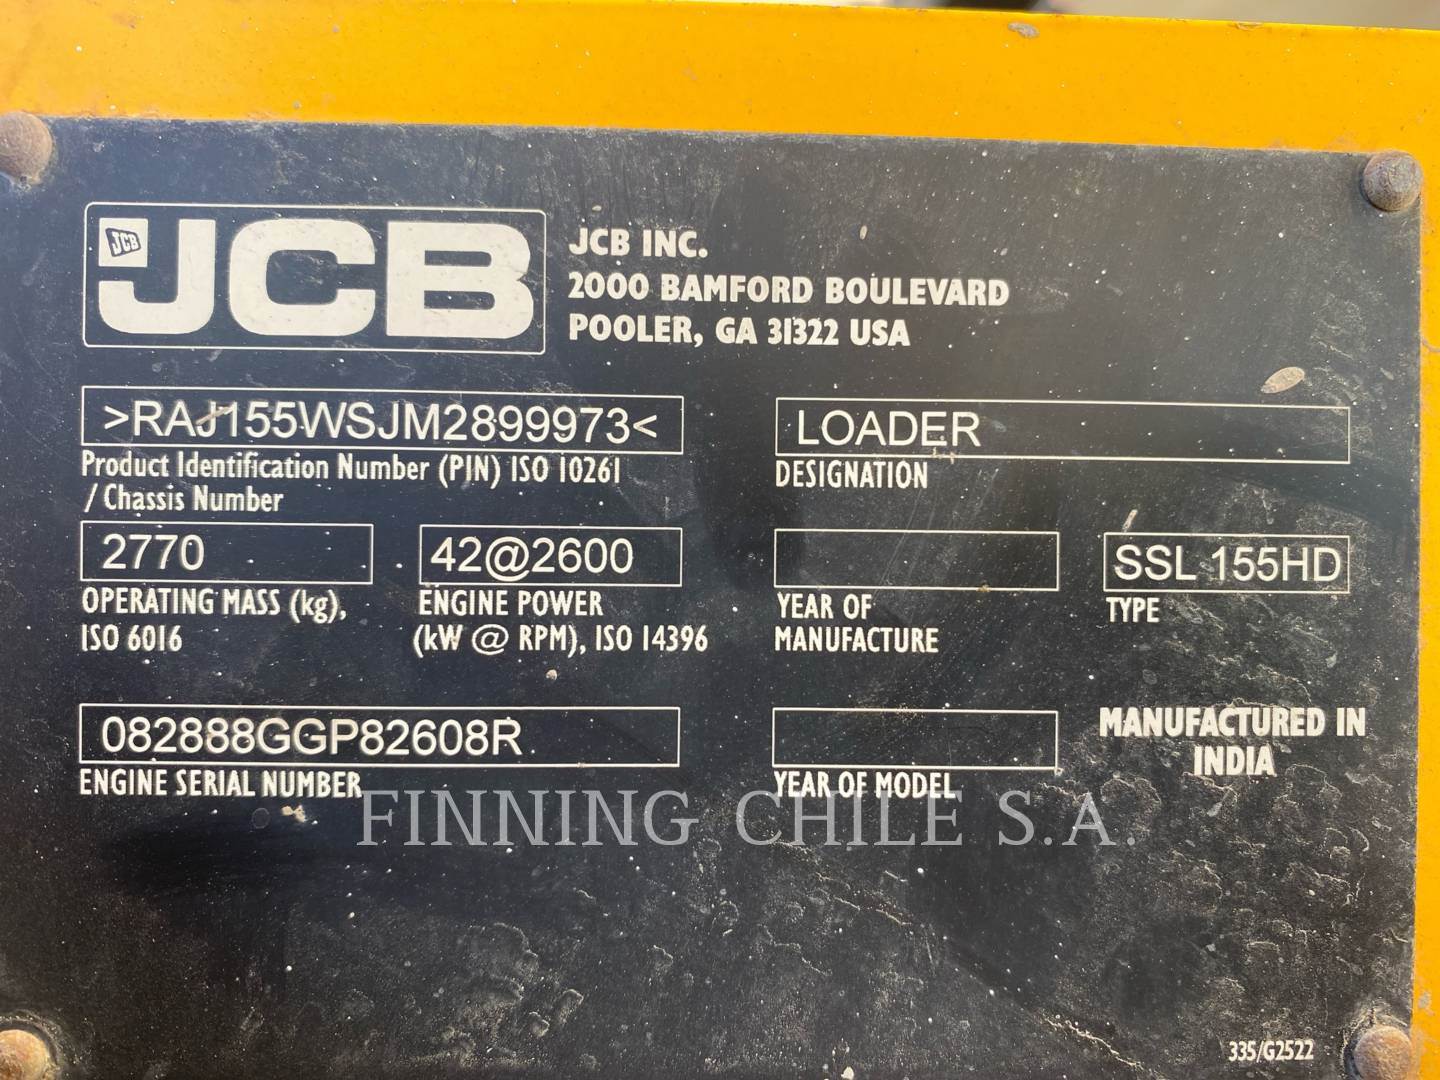 JCB
JCB
JCB INC.
2000 BAMFORD BOULEVARD
POOLER, GA 31322 USA
>RAJ155WSJM2899973<
Product Identification Number (PIN) ISO 10261
/ Chassis Number
LOADER
DESIGNATION
2770
OPERATING MASS (kg),
ISO 6016
42@2600
ENGINE POWER
(kW @ RPM), ISO 14396
YEAR OF
MANUFACTURE
SSL 155HD
TYPE
082888GGP82608R
ENGINE SERIAL NUMBER
YEAR OF MODEL
MANUFACTURED IN
INDIA
FINNING CHILE S.A.
335/G2522